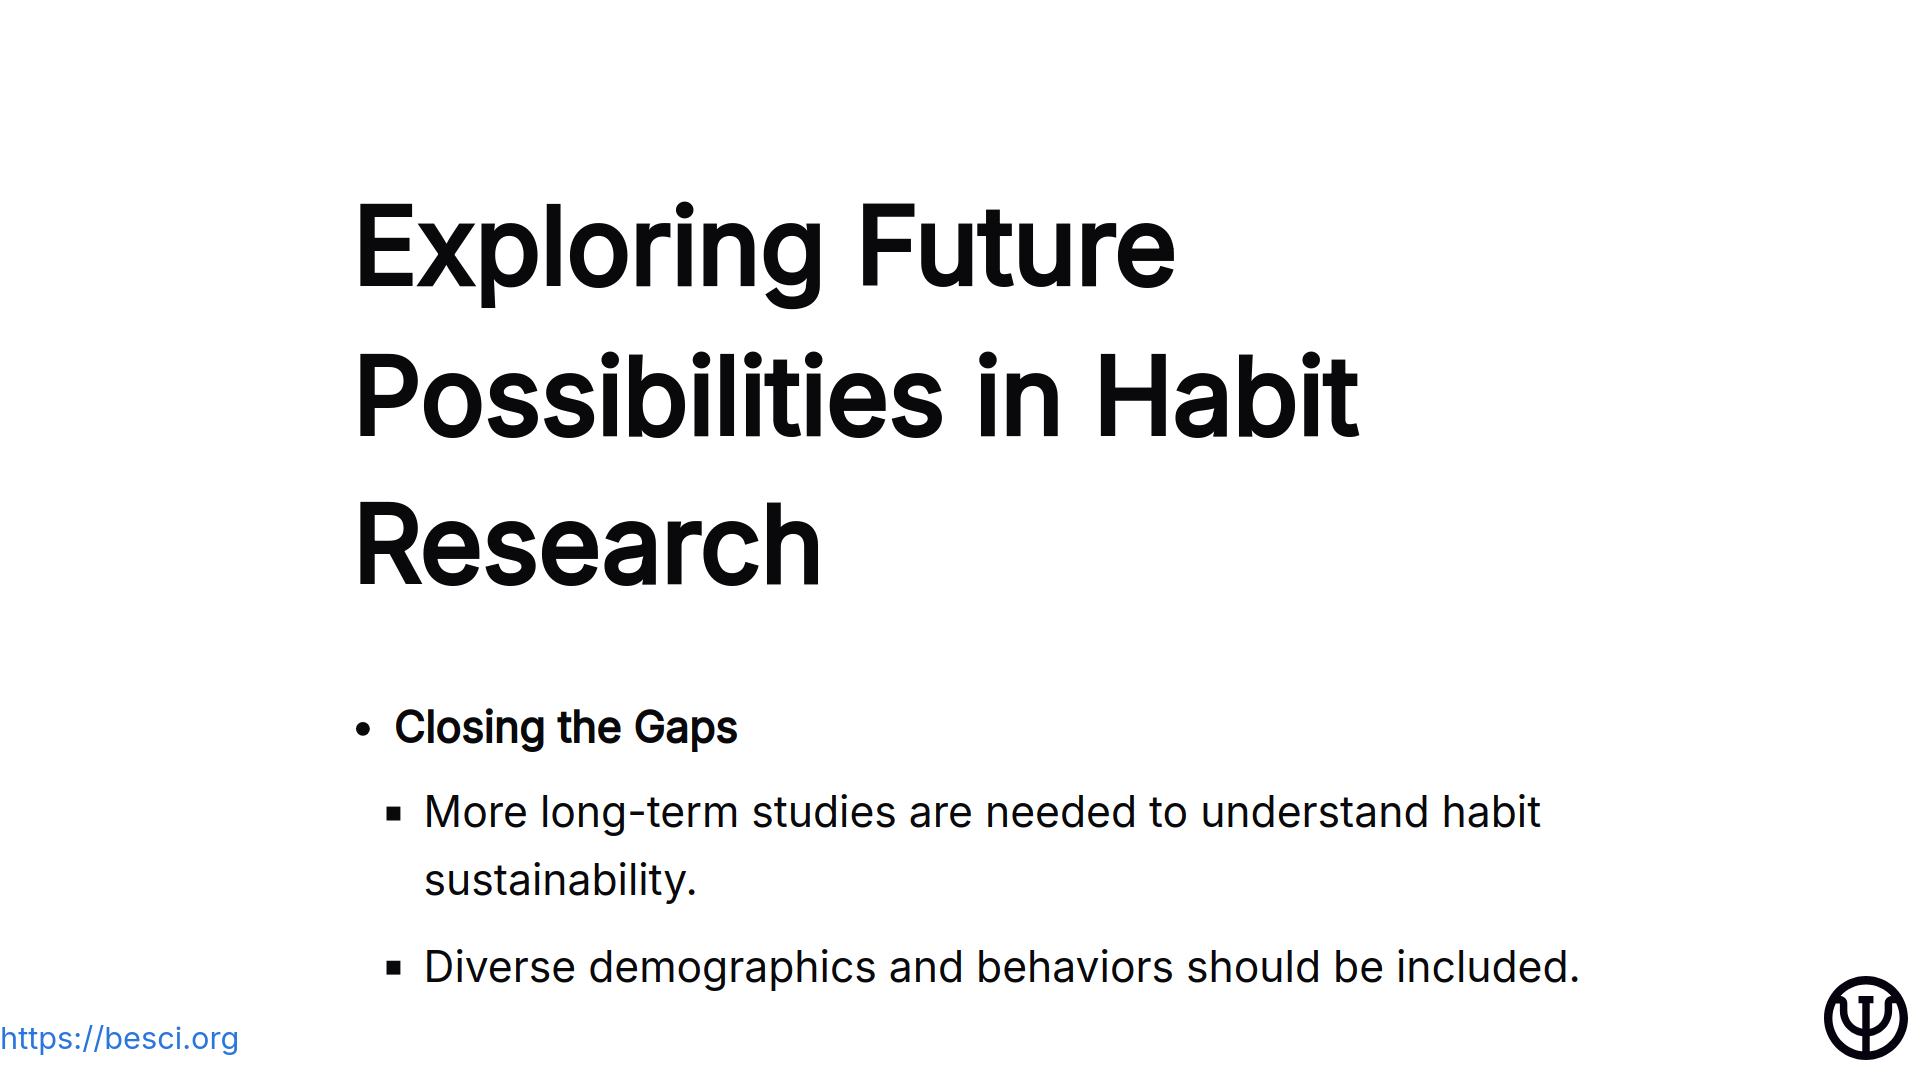 Exploring Future
Possibilities in Habit
Research
• Closing the Gaps
▪ More long-term studies are needed to understand habit
sustainability.
▪ Diverse demographics and behaviors should be included.
https://besci.org